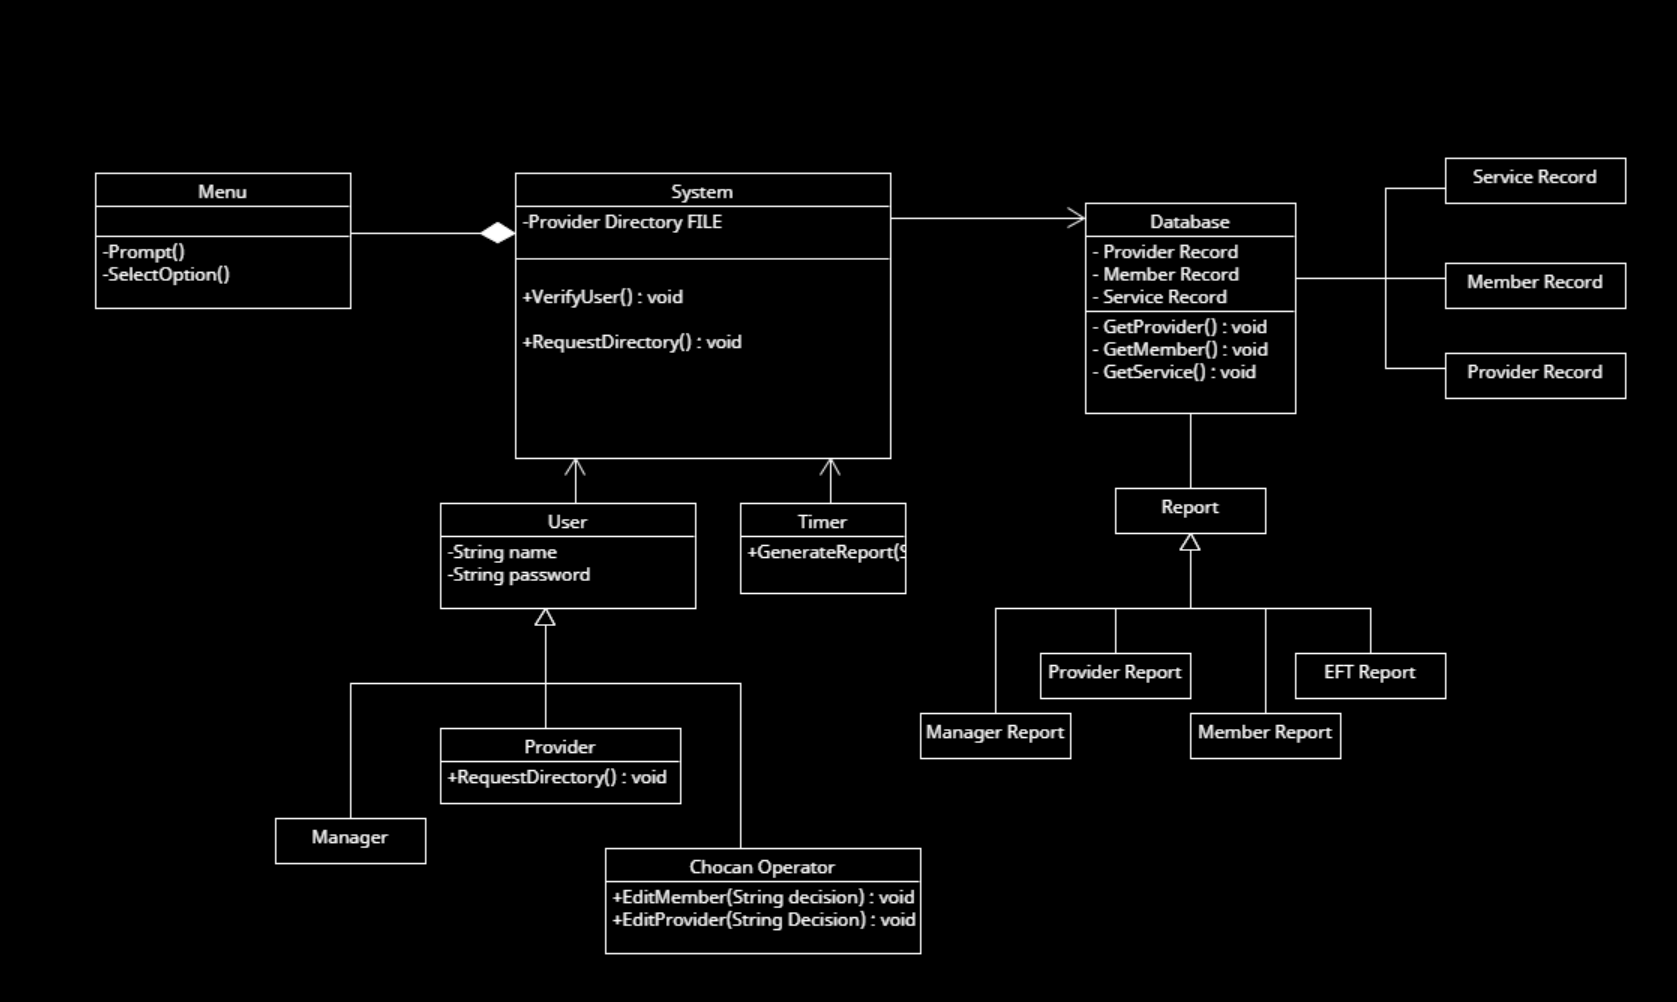 Menu
-Prompt()
-SelectOption()
System
-Provider Directory FILE
+VerifyUser() : void
+RequestDirectory() : void
Database
- Provider Record
- Member Record
- Service Record
- GetProvider() : void
- GetMember() : void
- GetService() : void
Service Record
Member Record
Provider Record
User
-String name
-String password
Timer
+GenerateReport(
Report
Provider Report
EFT Report
Manager Report
Member Report
Provider
+RequestDirectory() : void
Manager
Chocan Operator
+EditMember(String decision) : void
+EditProvider(String Decision) : void